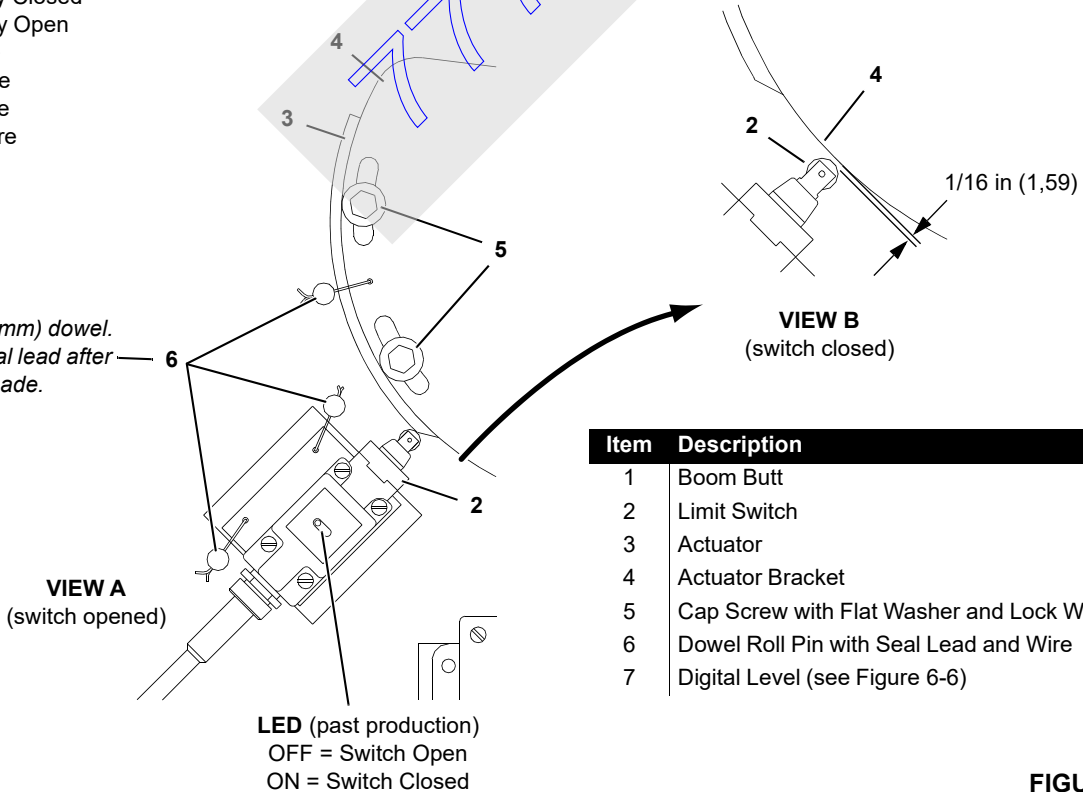 y Closed
y Open
e
e
re
4
3
5
mm) dowel.
al lead after
ade.
6
2
VIEW A
(switch opened)
LED (past production)
OFF = Switch Open
ON = Switch Closed
4
2
1/16 in (1,59)
VIEW B
(switch closed)
Item Description
1 Boom Butt
2 Limit Switch
3 Actuator
4 Actuator Bracket
5 Cap Screw with Flat Washer and Lock W
6 Dowel Roll Pin with Seal Lead and Wire
7 Digital Level (see Figure 6-6)
FIGU